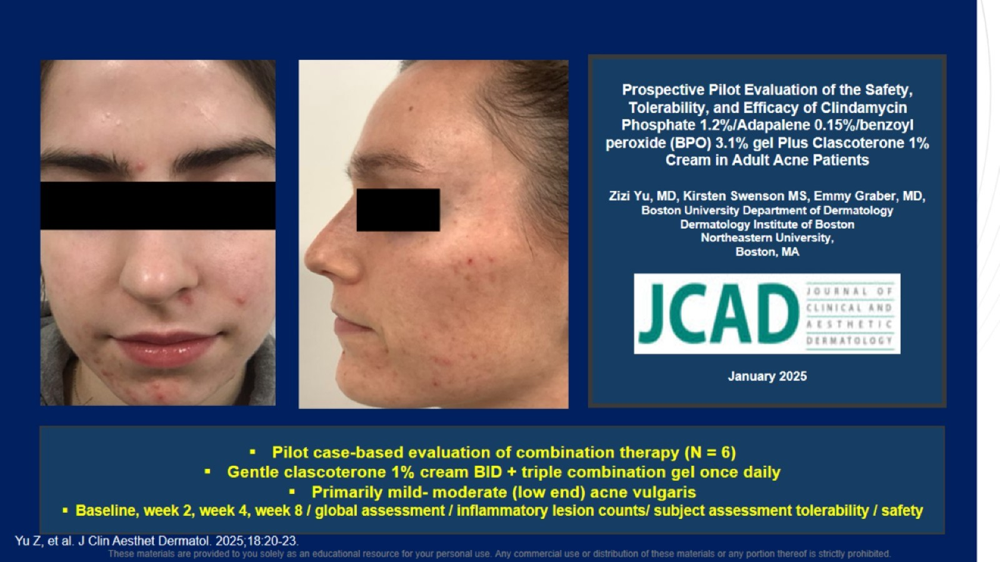 Prospective Pilot Evaluation of the Safety,
Tolerability, and Efficacy of Clindamycin
Phosphate 1.2%/Adapalene 0.15%/benzoyl
peroxide (BPO) 3.1% gel Plus Clascoterone 1%
Cream in Adult Acne Patients
Zizi Yu, MD, Kirsten Swenson MS, Emmy Graber, MD,
Boston University Department of Dermatology
Dermatology Institute of Boston
Northeastern University,
Boston, MA
JCAD
JOURNAL OF
CLINICAL AND
AESTHETIC
DERMATOLOGY
January 2025
▪ Pilot case-based evaluation of combination therapy (N = 6)
▪ Gentle clascoterone 1% cream BID + triple combination gel once daily
▪ Primarily mild- moderate (low end) acne vulgaris
▪ Baseline, week 2, week 4, week 8 / global assessment / inflammatory lesion counts/ subject assessment tolerability / safety
Yu Z, et al. J Clin Aesthet Dermatol. 2025;18:20-23.
These materials are provided to you solely as an educational resource for your personal use. Any commercial use or distribution of these materials or any portion thereof is strictly prohibited.